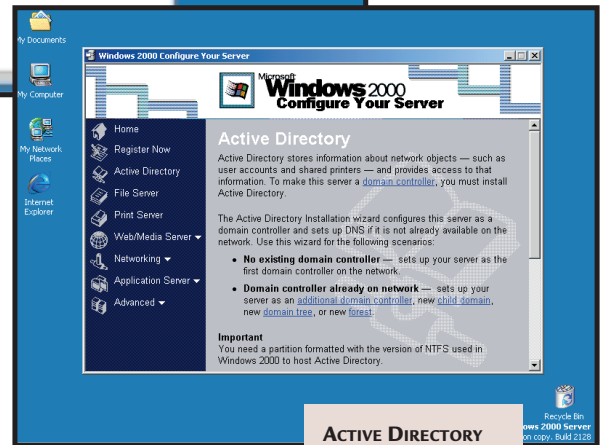 My Documents
My Computer
My Network
Places
Internet
Explorer
Windows 2000 Configure Your Server
Microsoft
Windows 2000
Configure Your Server
Home
Register Now
Active Directory
File Server
Print Server
Web/Media Server
Networking
Application Server
Advanced
Active Directory
Active Directory stores information about network objects — such as
user accounts and shared printers — and provides access to that
information. To make this server a domain controller, you must install
Active Directory.
The Active Directory Installation wizard configures this server as a
domain controller and sets up DNS if it is not already available on the
network. Use this wizard for the following scenarios:
• No existing domain controller — sets up your server as the
first domain controller on the network.
• Domain controller already on network — sets up your
server as an additional domain controller, new child domain,
new domain tree, or new forest.
Important
You need a partition formatted with the version of NTFS used in
Windows 2000 to host Active Directory.
Recycle Bin
ows 2000 Server
on copy. Build 2128
ACTIVE DIRECTORY